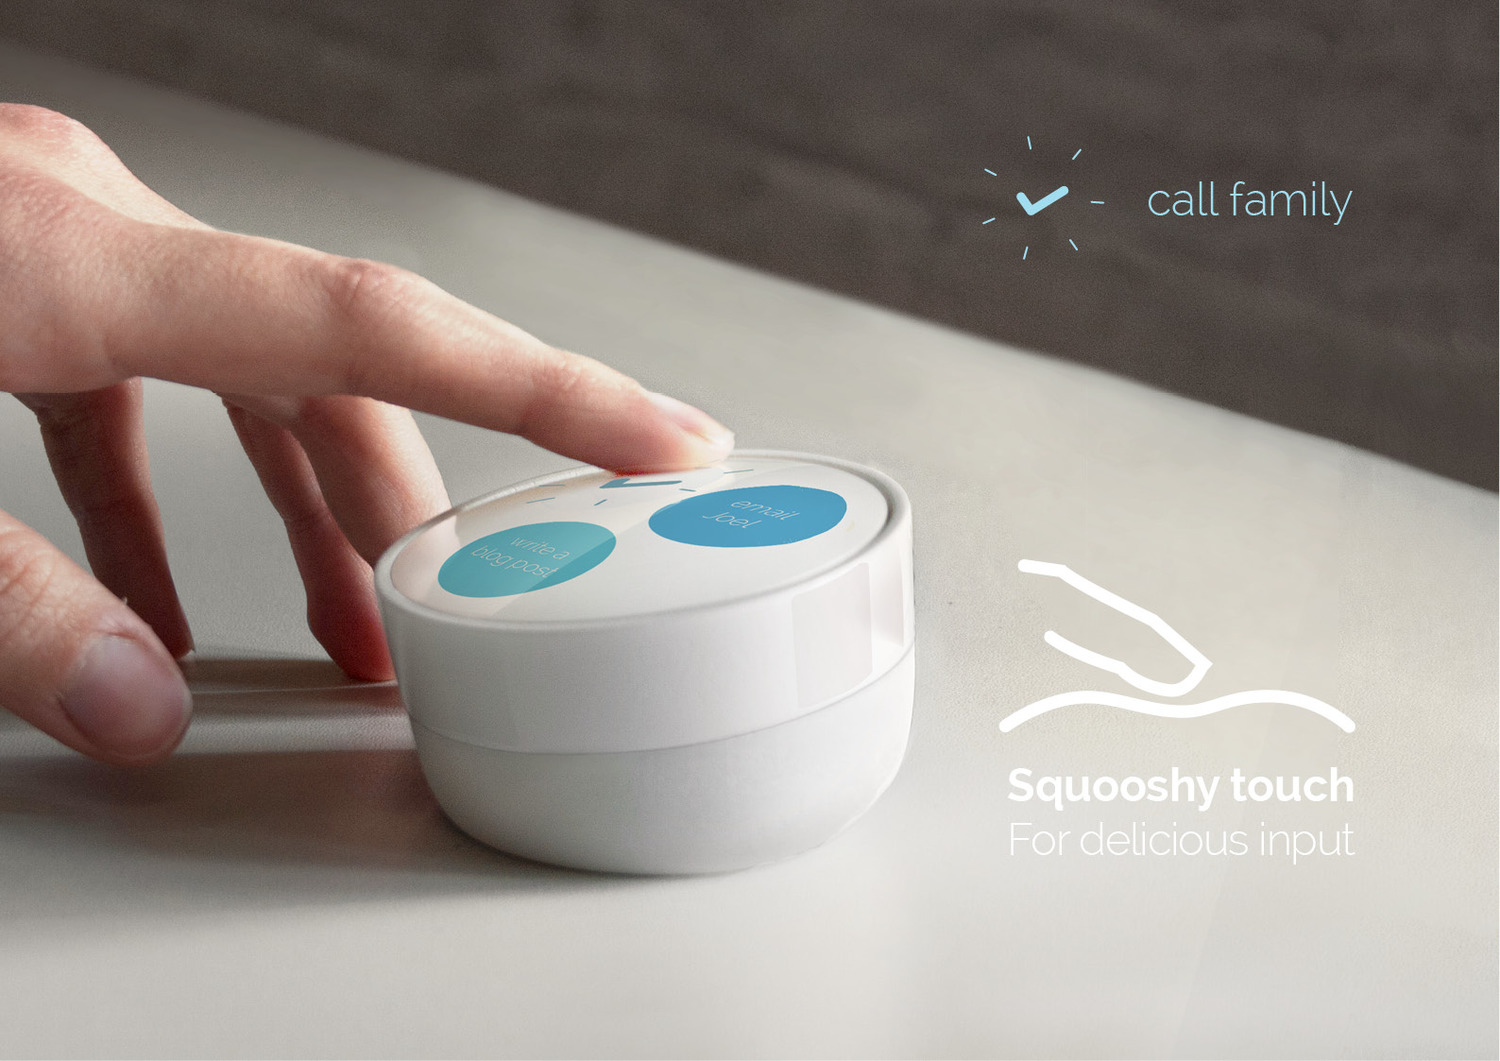 call family
email
Joel
write a
blog post
Squooshy touch
For delicious input